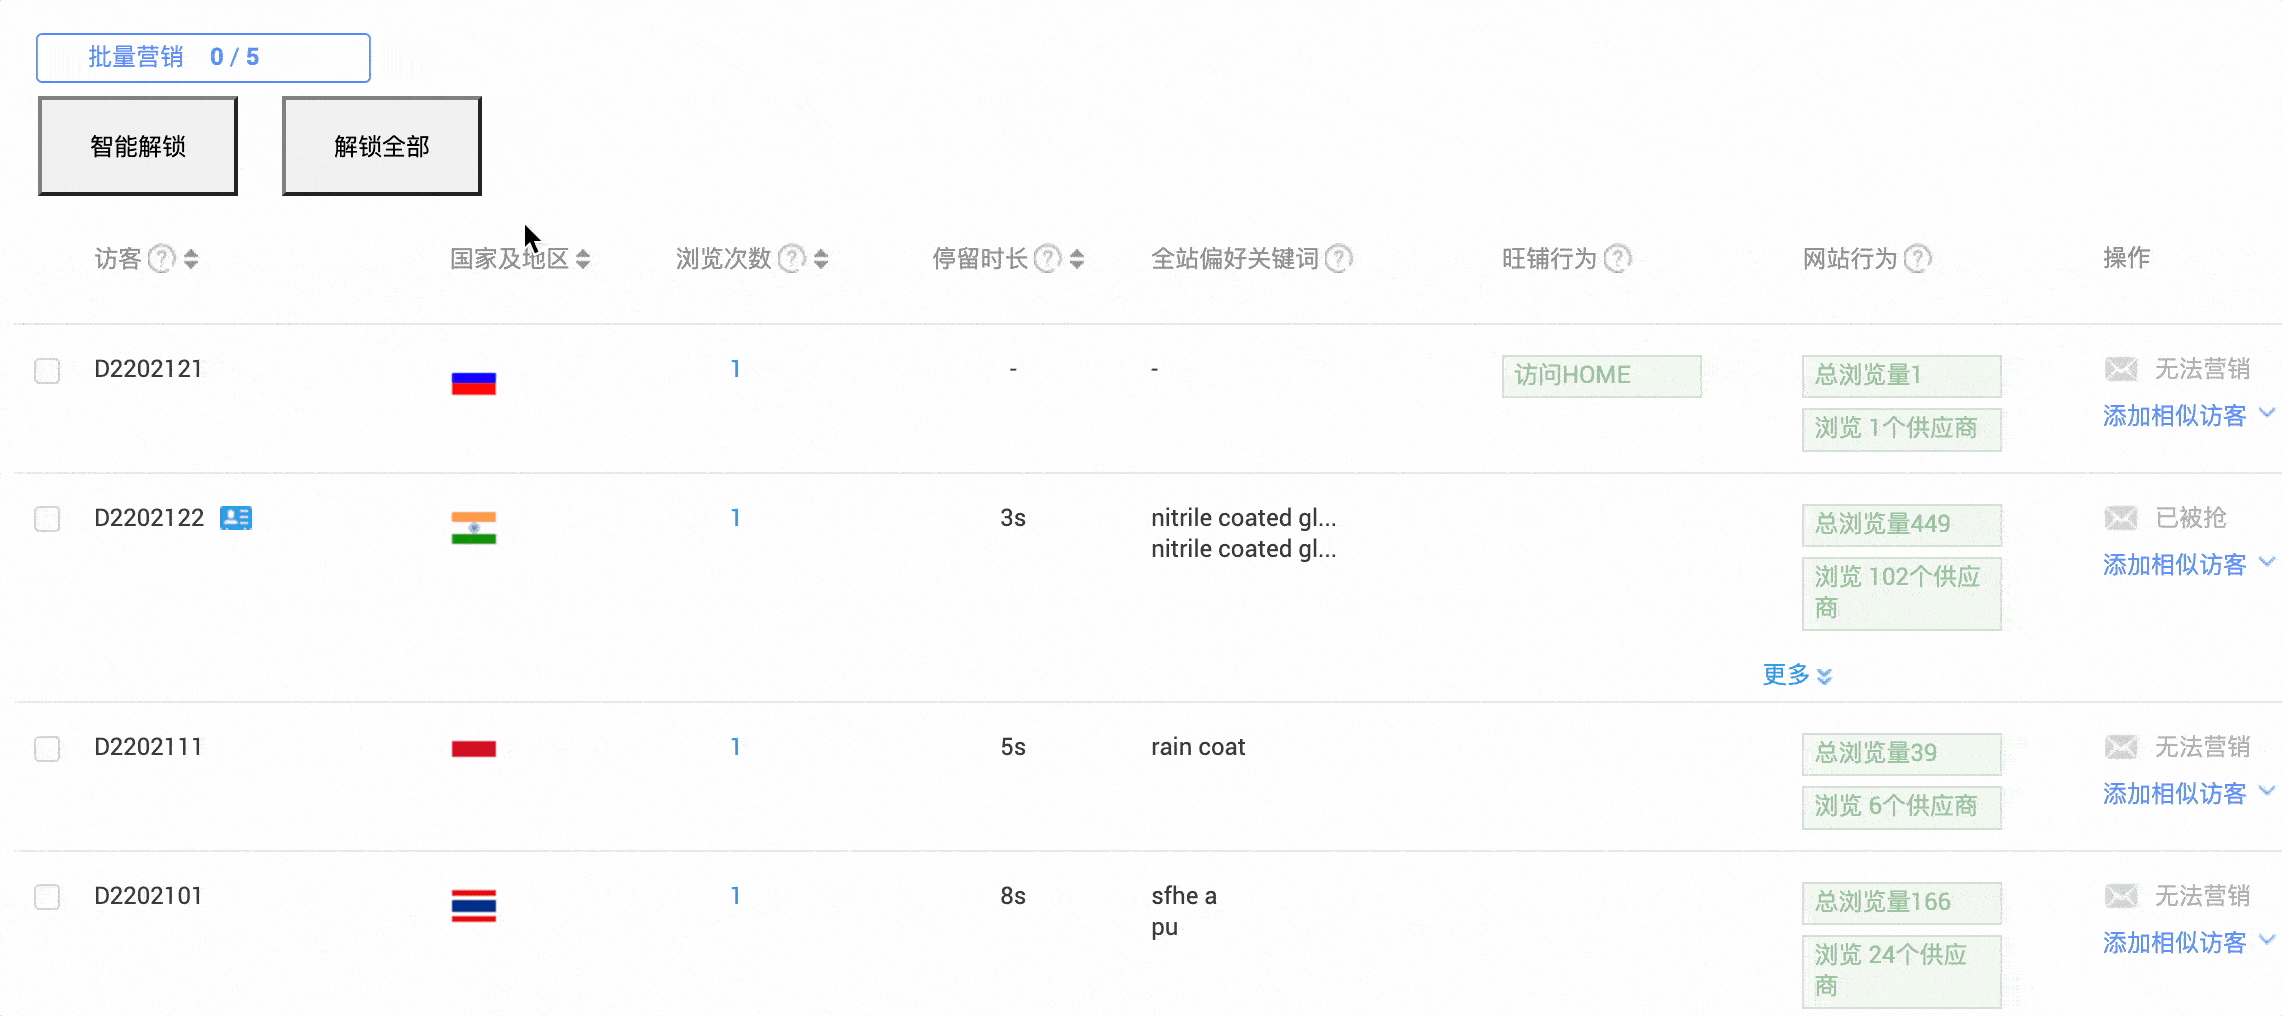 批量营销 0 / 5
智能解锁 解锁全部
访客 国家及地区 浏览次数 停留时长 全站偏好关键词 旺铺行为 网站行为 操作
D2202121 1 - - 访问HOME 总浏览量1 无法营销
浏览 1个供应商 添加相似访客
D2202122 1 3s nitrile coated gl... 总浏览量449 已被抢
nitrile coated gl... 浏览 102个供应 添加相似访客
商
更多
D2202111 1 5s rain coat 总浏览量39 无法营销
浏览 6个供应商 添加相似访客
D2202101 1 8s sfhe a 总浏览量166 无法营销
pu 浏览 24个供应 添加相似访客
商